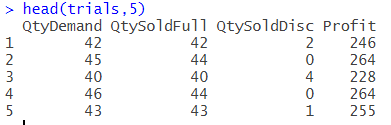 > head(trials,5)
  QtyDemand QtySoldFull QtySoldDisc Profit
1        42          42           2    246
2        45          44           0    264
3        40          40           4    228
4        46          44           0    264
5        43          43           1    255